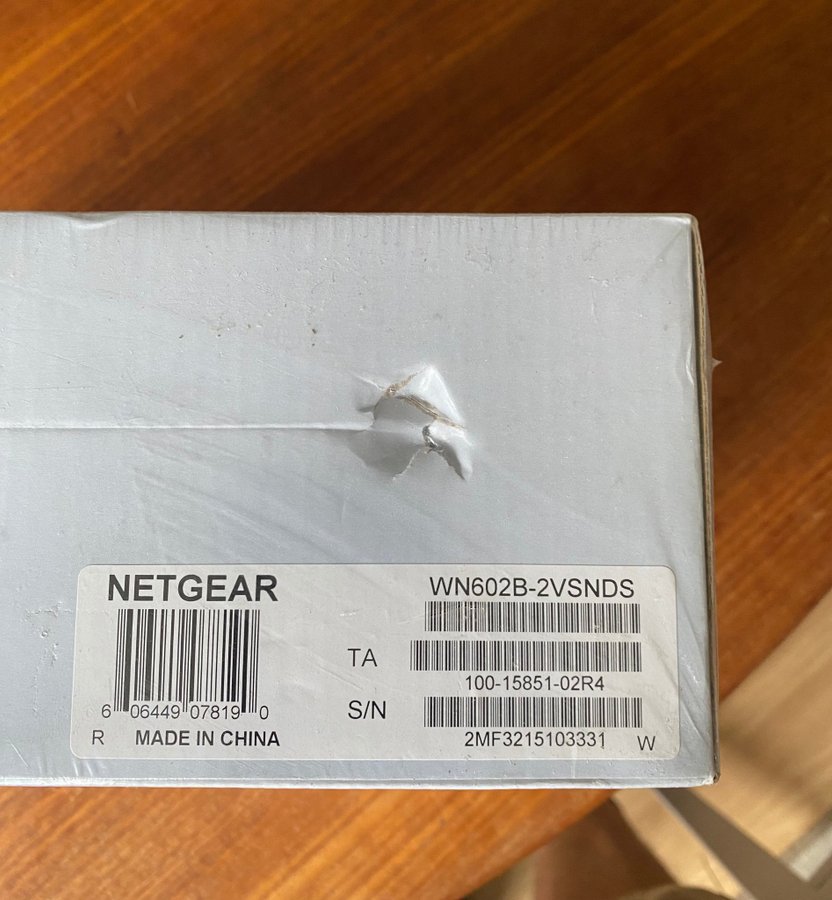 NETGEAR
WN602B-2VSNDS
TA
100-15851-02R4
6 06449 07819 0
S/N
R MADE IN CHINA
2MF3215103331 W